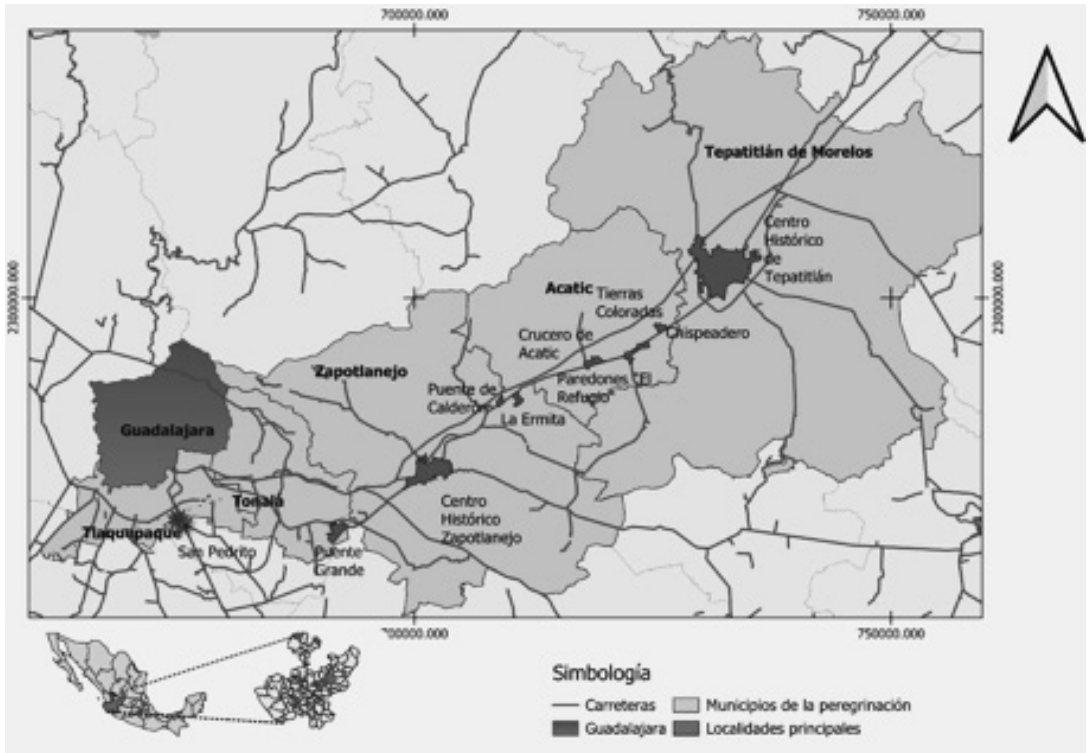 700000.000
750000.000
Tepatitlán de Morelos
Centro
Histórico
de
Tepatitlán
2300000.000
2300000.000
Acatic
Tierras
Coloradas
Chispeadero
Crucero de
Acatic
Zapotlanejo
Paredones "El
Refugio"
Puente de
Calderón
La Ermita
Guadalajara
Tonalá
Centro
Histórico
Zapotlanejo
Tlaquipaque
San Pedrito
Puente
Grande
700000.000
750000.000
Simbología
Carreteras
Municipios de la peregrinación
Guadalajara
Localidades principales